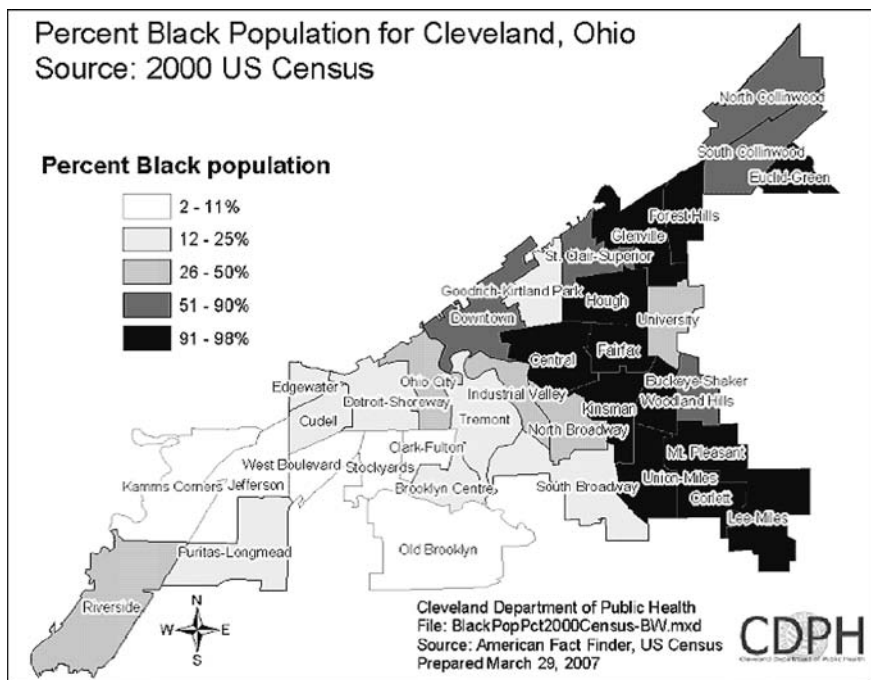 Percent Black Population for Cleveland, Ohio
Source: 2000 US Census
North Collinwood
South Collinwood
Euclid-Green
Percent Black population
2 - 11%
12 - 25%
26 - 50%
51 - 90%
91 - 98%
Forest Hills
Glenville
St. Clair-Superior
Goodrich-Kirtland Park
Hough
Downtown
University
Central
Fairfax
Ohio City
Buckeye-Shaker
Edgewater
Detroit-Shoreway
Industrial Valley
Woodland Hills
Kinsman
Cudell
Tremont
North Broadway
Clark-Fulton
Mt. Pleasant
West Boulevard
Stockyards
Kamms Corners
Jefferson
Brooklyn Centre
South Broadway
Union-Miles
Corlett
Lee-Miles
Puritas-Longmead
Old Brooklyn
Riverside
N
W
E
S
Cleveland Department of Public Health
File: BlackPopPct2000Census-BW.mxd
Source: American Fact Finder, US Census
Prepared March 29, 2007
CDPH
Cleveland Department of Public Health